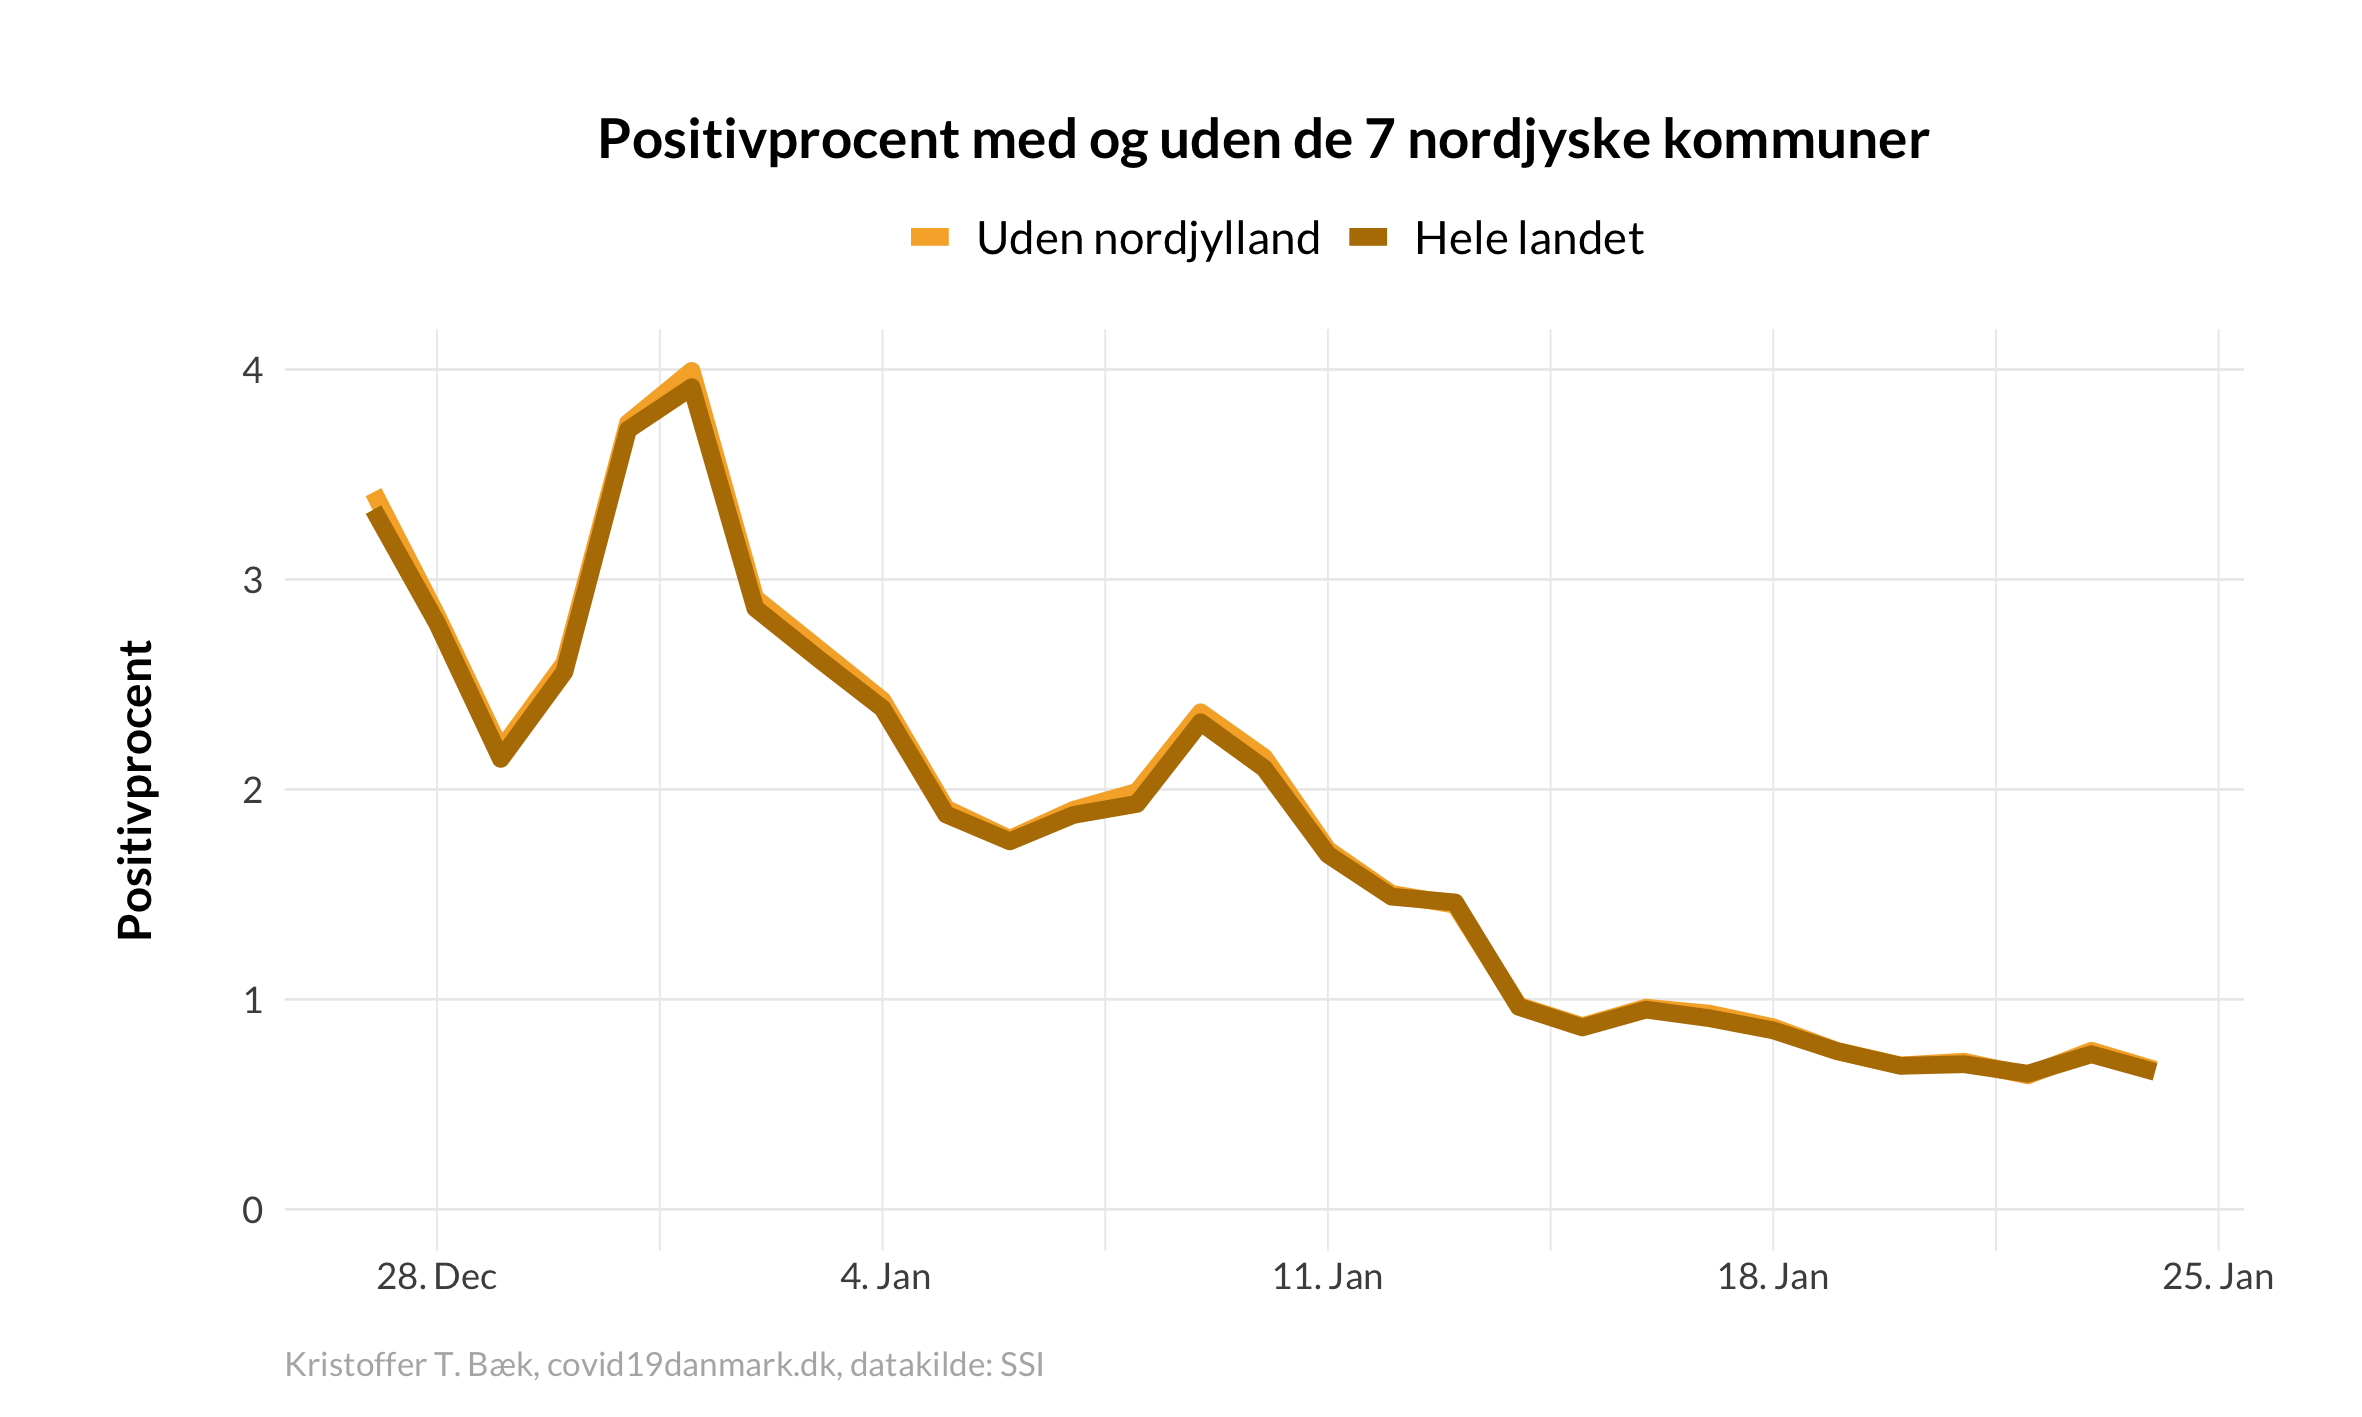 Positivprocent med og uden de 7 nordjyske kommuner
Uden nordjylland Hele landet
Positivprocent
4
3
2
1
0
28. Dec 4. Jan 11. Jan 18. Jan 25. Jan
Kristoffer T. Bæk, covid19danmark.dk, datakilde: SSI